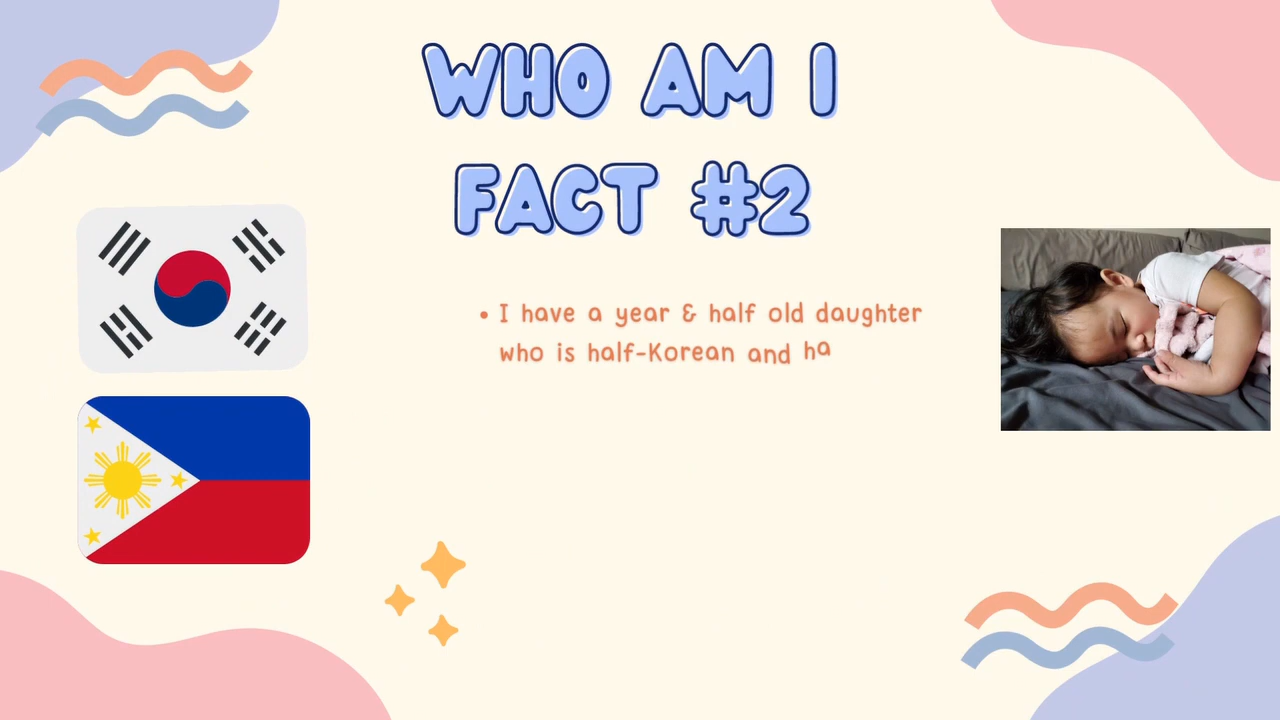 WHO AM I
FACT #2
• I have a year & half old daughter
who is half-Korean and ha